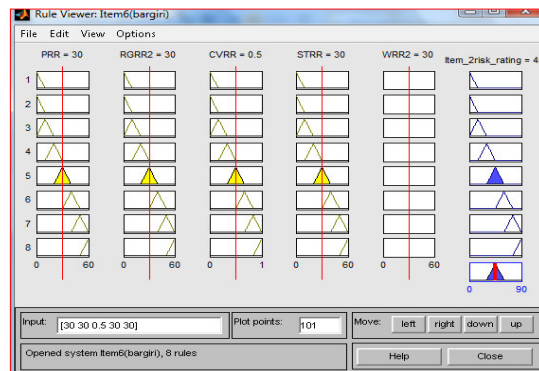 Rule Viewer: Item6(bargiri)
File Edit View Options
PRR = 30 RGRR2 = 30 CVRR = 0.5 STRR = 30 WRR2 = 30 Item_2risk_rating = 4
1
2
3
4
5
6
7
8
0 60 0 60 0 1 0 60
0 90
Input: [30 30 0.5 30 30] Plot points: 101 Move: left right down up
Opened system Item6(bargiri), 8 rules Help Close